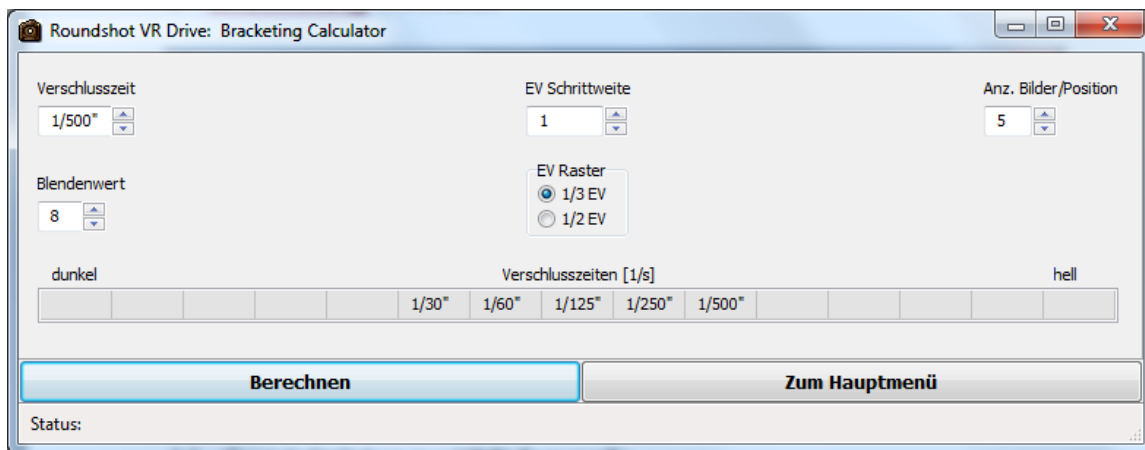 Roundshot VR Drive:  Bracketing Calculator
Verschlusszeit EV Schrittweite Anz. Bilder/Position
1/500" 1 5
Blendenwert EV Raster
8 1/3 EV
1/2 EV
dunkel Verschlusszeiten [1/s] hell
1/30" 1/60" 1/125" 1/250" 1/500"
Berechnen Zum Hauptmenü
Status: